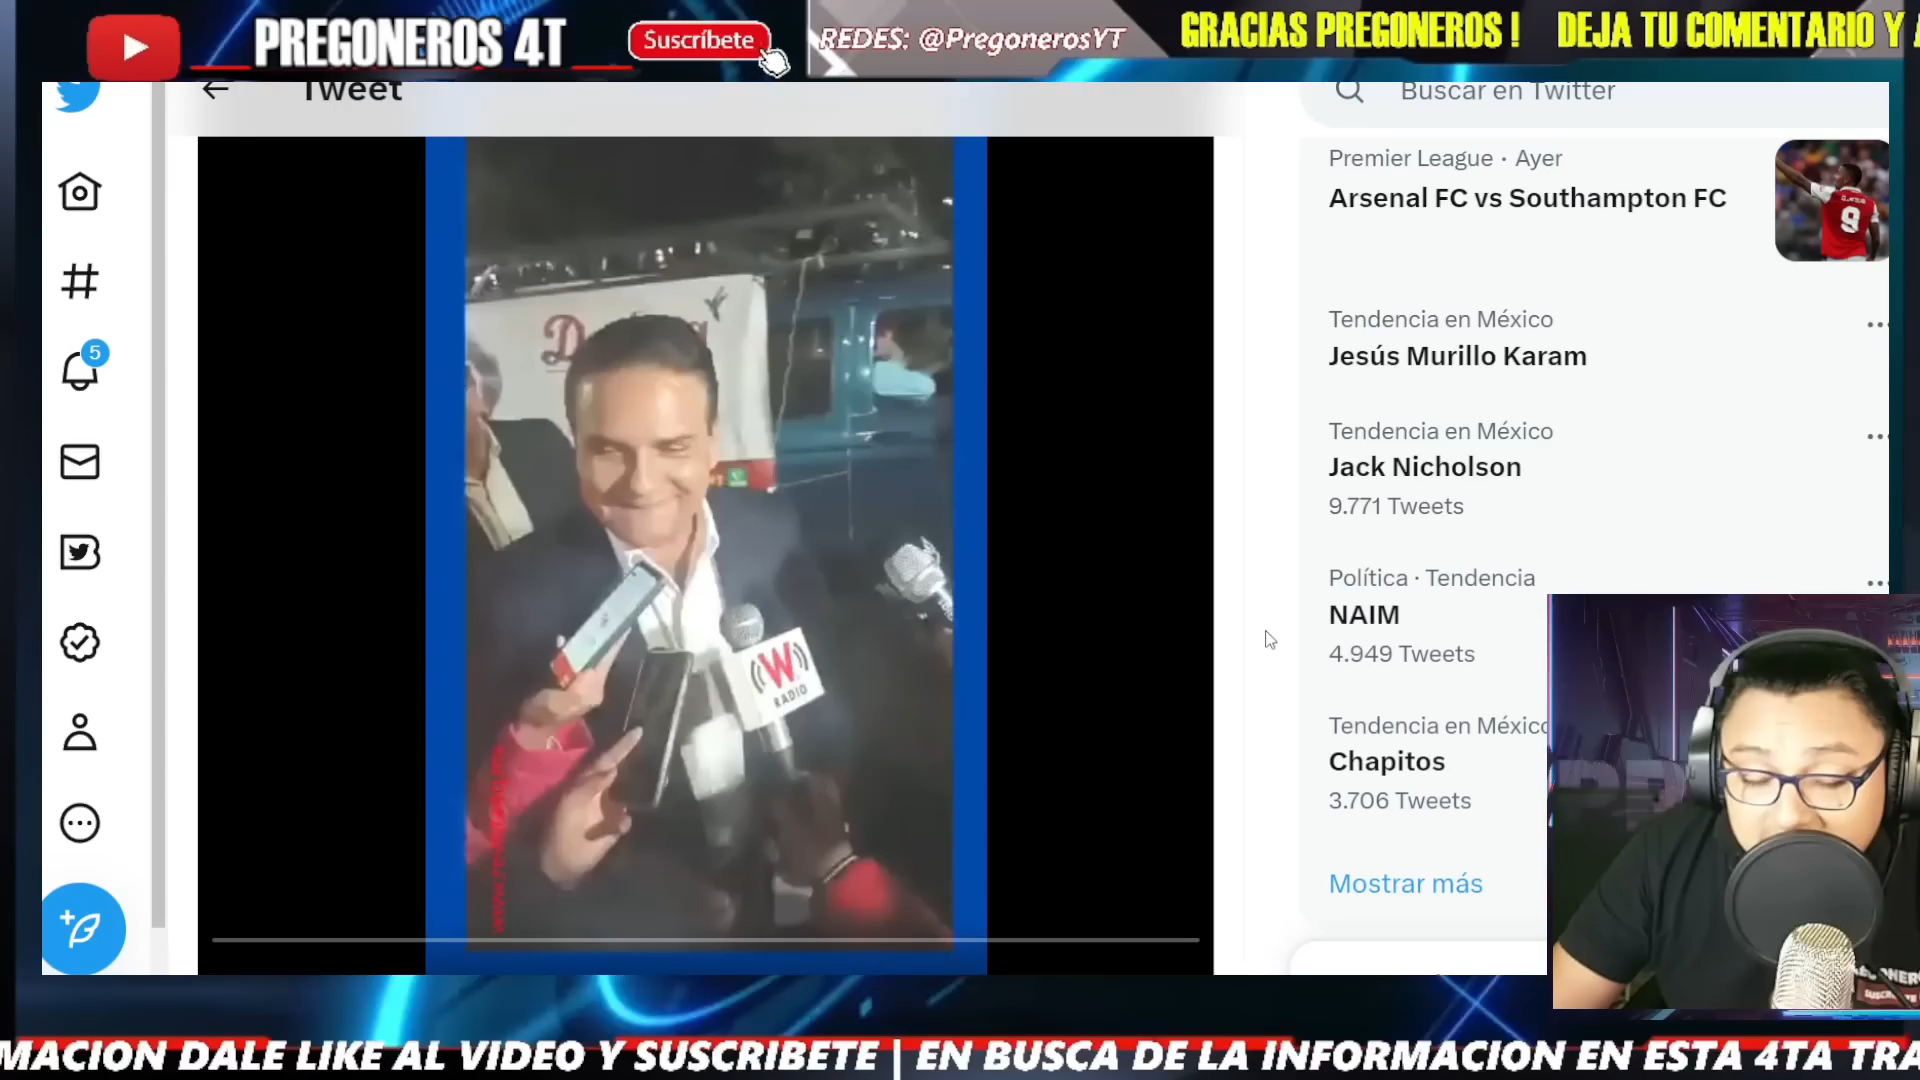 PREGONEROS 4T
Suscríbete
REDES: @PregonerosYT
GRACIAS PREGONEROS !
DEJA TU COMENTARIO Y
Tweet
Buscar en Twitter
Premier League · Ayer
Arsenal FC vs Southampton FC
9
5
Tendencia en México
Jesús Murillo Karam
Tendencia en México
Jack Nicholson
9.771 Tweets
Política · Tendencia
NAIM
4.949 Tweets
Tendencia en México
Chapitos
3.706 Tweets
Mostrar más
W
RADIO
MACION DALE LIKE AL VIDEO Y SUSCRIBETE | EN BUSCA DE LA INFORMACION EN ESTA 4TA TRA